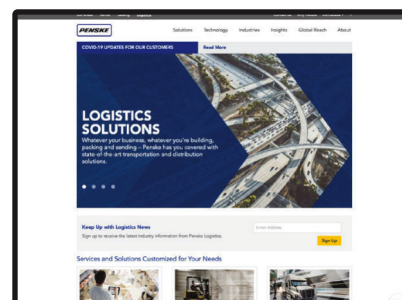 PENSKE
Solutions Technology Industries Insights Global Reach About
COVID-19 UPDATES FOR OUR CUSTOMERS Read More
LOGISTICS
SOLUTIONS
Whatever your business, whatever you're building,
packing and sending – Penske has you covered with
state-of-the-art transportation and distribution
solutions.
Keep Up with Logistics News
Sign up to receive the latest industry information from Penske Logistics.
Email Address
Sign Up
Services and Solutions Customized for Your Needs